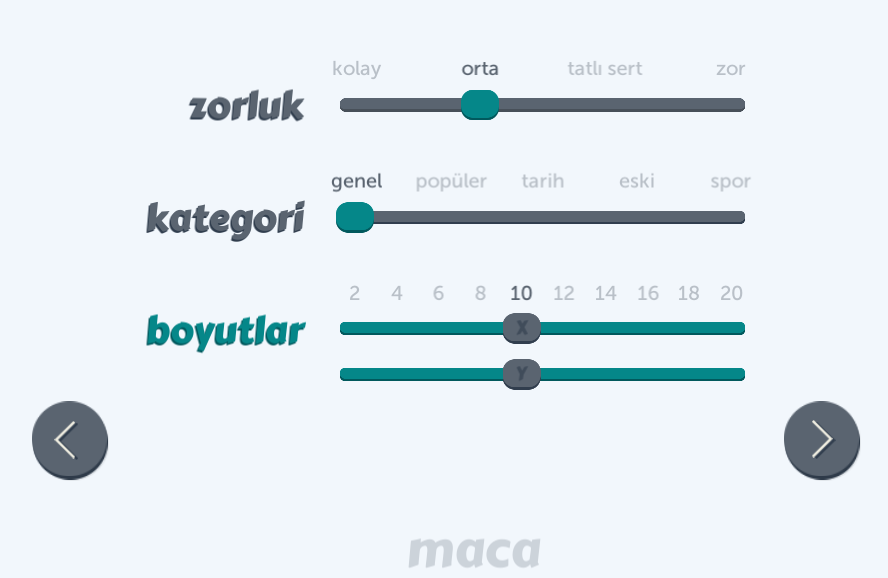 kolay orta tatlı sert zor
zorluk
genel popüler tarih eski spor
kategori
2 4 6 8 10 12 14 16 18 20
boyutlar
X
Y
maca